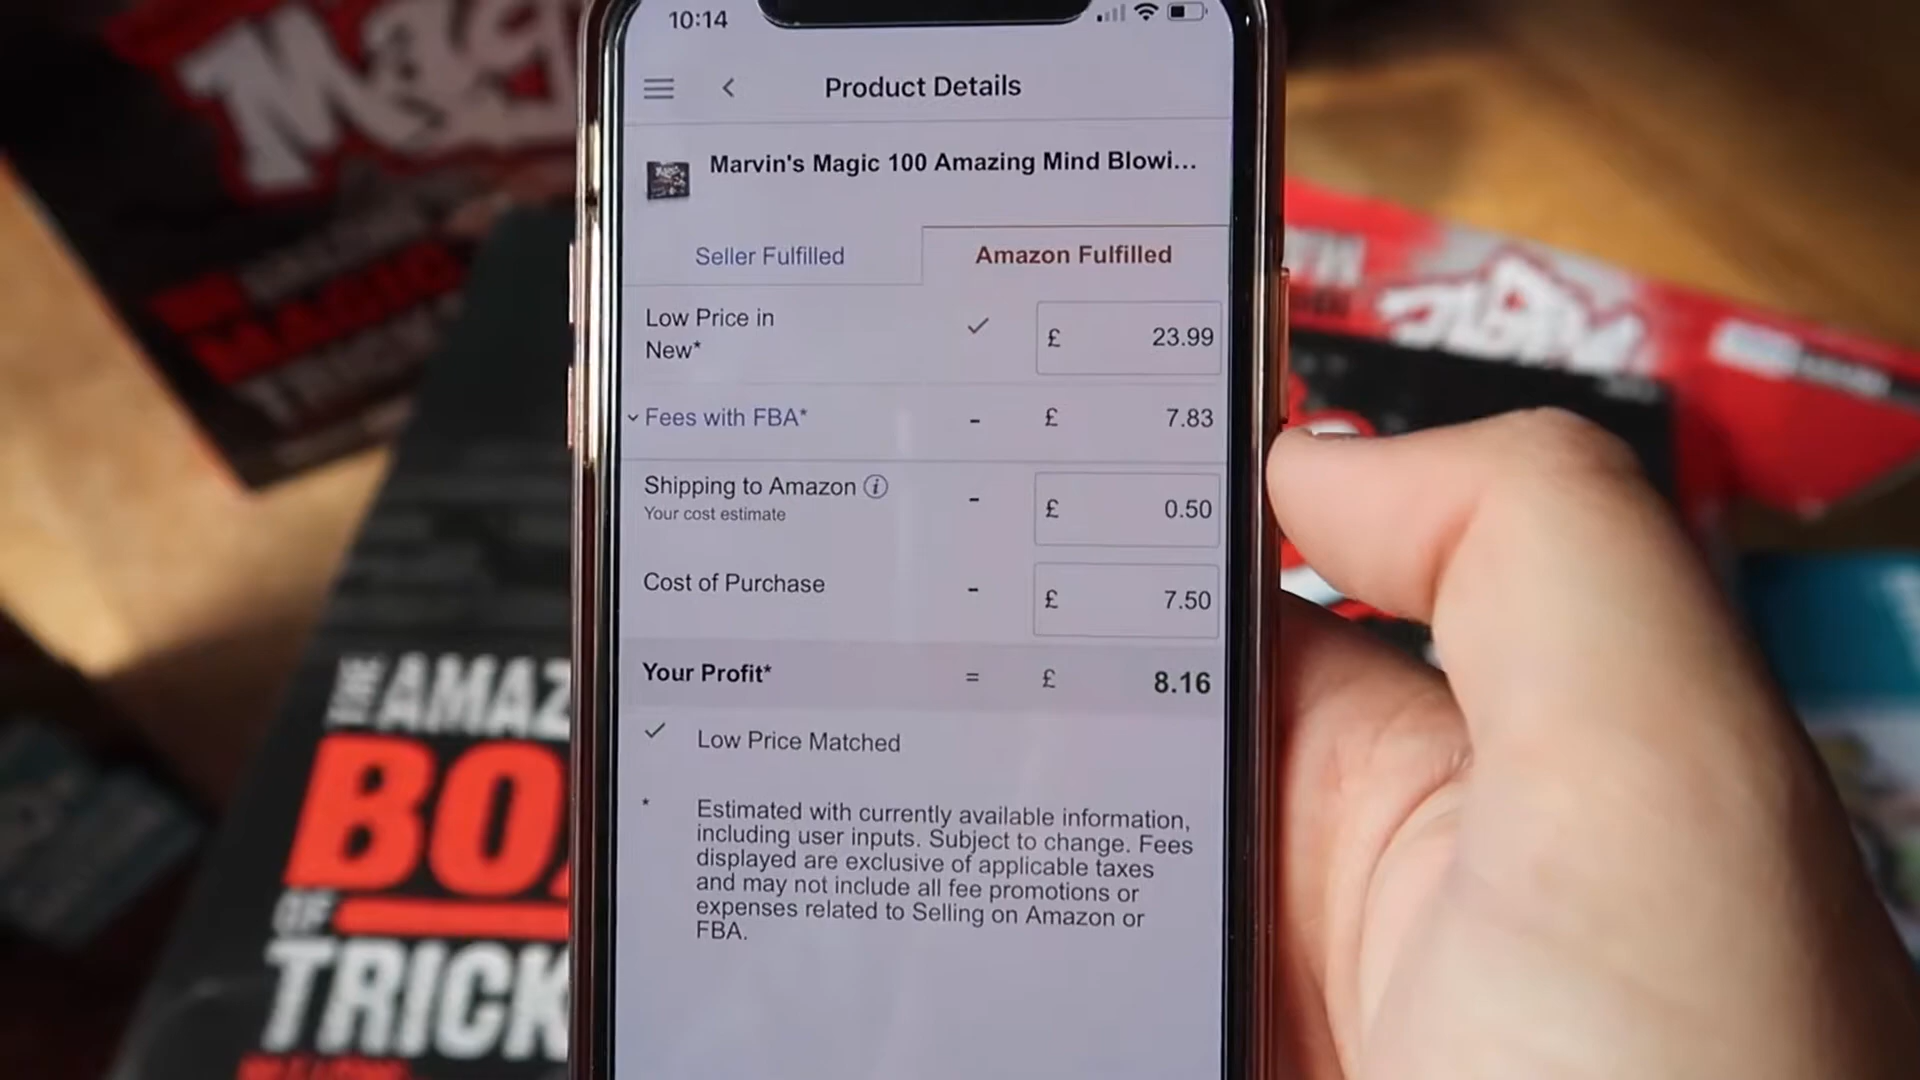 10:14
Product Details
Marvin's Magic 100 Amazing Mind Blowi...
Seller Fulfilled
Amazon Fulfilled
Low Price in
New*
£ 23.99
Fees with FBA* - £ 7.83
Shipping to Amazon
Your cost estimate
- £ 0.50
Cost of Purchase - £ 7.50
Your Profit* = £ 8.16
Low Price Matched
* Estimated with currently available information,
including user inputs. Subject to change. Fees
displayed are exclusive of applicable taxes
and may not include all fee promotions or
expenses related to Selling on Amazon or
FBA.
THE AMAZ
BO
OF
TRICK